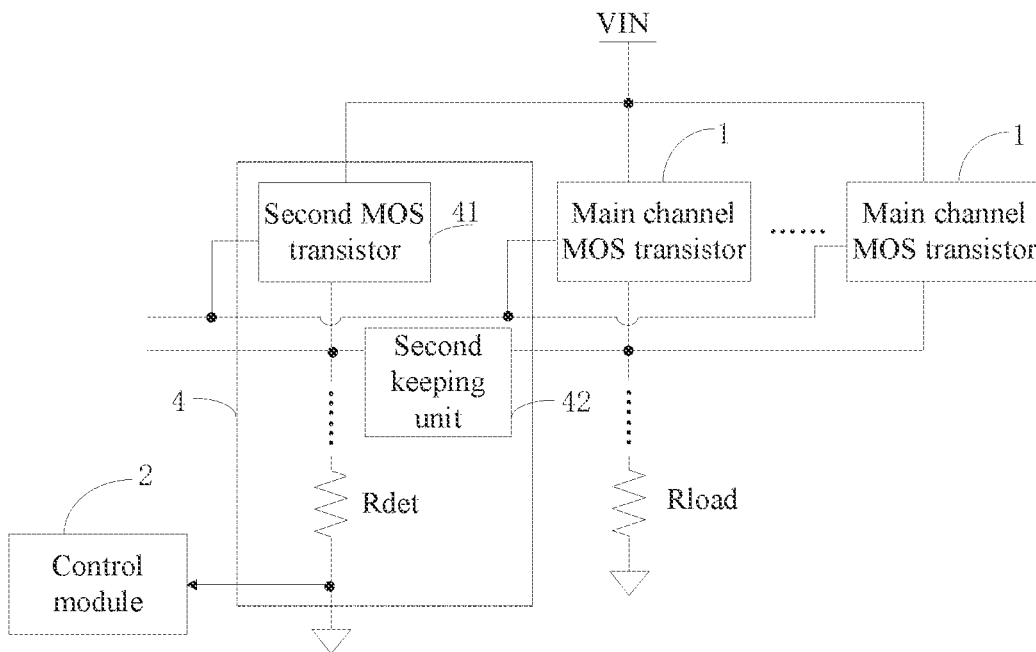 VIN
1
1
Second MOS
transistor
41
Main channel
MOS transistor
Main channel
MOS transistor
Second
keeping
unit
4
42
2
Rdet
Rload
Control
module